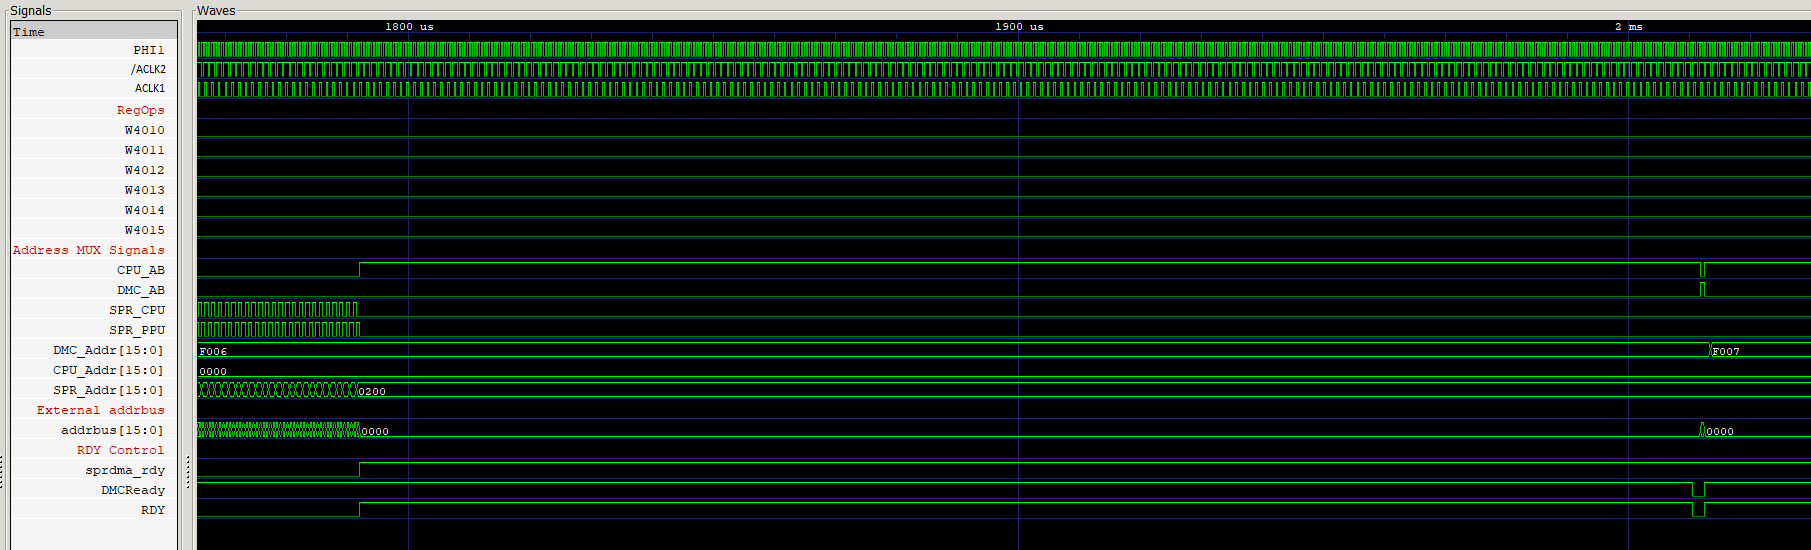 Signals
Waves
Time
1800 us
1900 us
2 ms
PHI1
/ACLK2
ACLK1
RegOps
W4010
W4011
W4012
W4013
W4014
W4015
Address MUX Signals
CPU_AB
DMC_AB
SPR_CPU
SPR_PPU
DMC_Addr[15:0]
F006
F007
CPU_Addr[15:0]
0000
SPR_Addr[15:0]
0200
External addrbus
addrbus[15:0]
0000
0000
RDY Control
sprdma_rdy
DMCReady
RDY